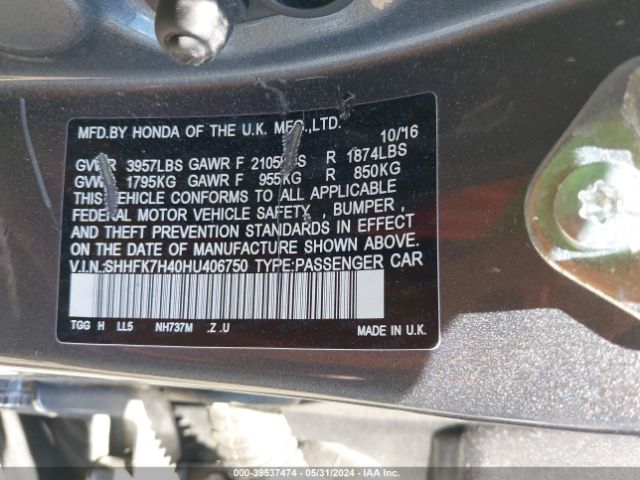 MFD.BY HONDA OF THE U.K. MFG.,LTD. 10/16
GVWR 3957LBS GAWR F 2105LBS R 1874LBS
GVWR 1795KG GAWR F 955KG R 850KG
THIS VEHICLE CONFORMS TO ALL APPLICABLE
FEDERAL MOTOR VEHICLE SAFETY , BUMPER ,
AND THEFT PREVENTION STANDARDS IN EFFECT
ON THE DATE OF MANUFACTURE SHOWN ABOVE.
V.I.N.:SHHFK7H40HU406750 TYPE:PASSENGER CAR
TGG H LL5 NH737M .Z .U MADE IN U.K.
00-39537474 - 05/31/2024 - IAA Inc.